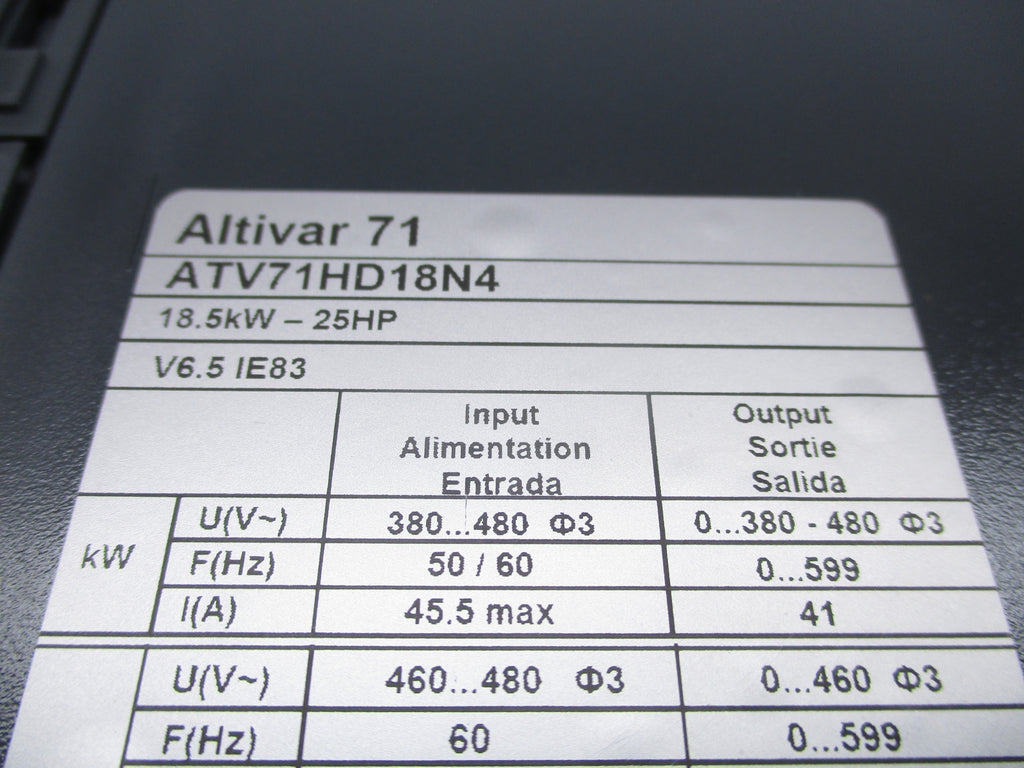 Altivar 71
ATV71HD18N4
18.5kW – 25HP
V6.5 IE83
Input Output
Alimentation Sortie
Entrada Salida
kW
U(V~) 380...480 Φ3 0...380 - 480 Φ3
F(Hz) 50 / 60 0...599
I(A) 45.5 max 41
U(V~) 460...480 Φ3 0...460 Φ3
F(Hz) 60 0...599